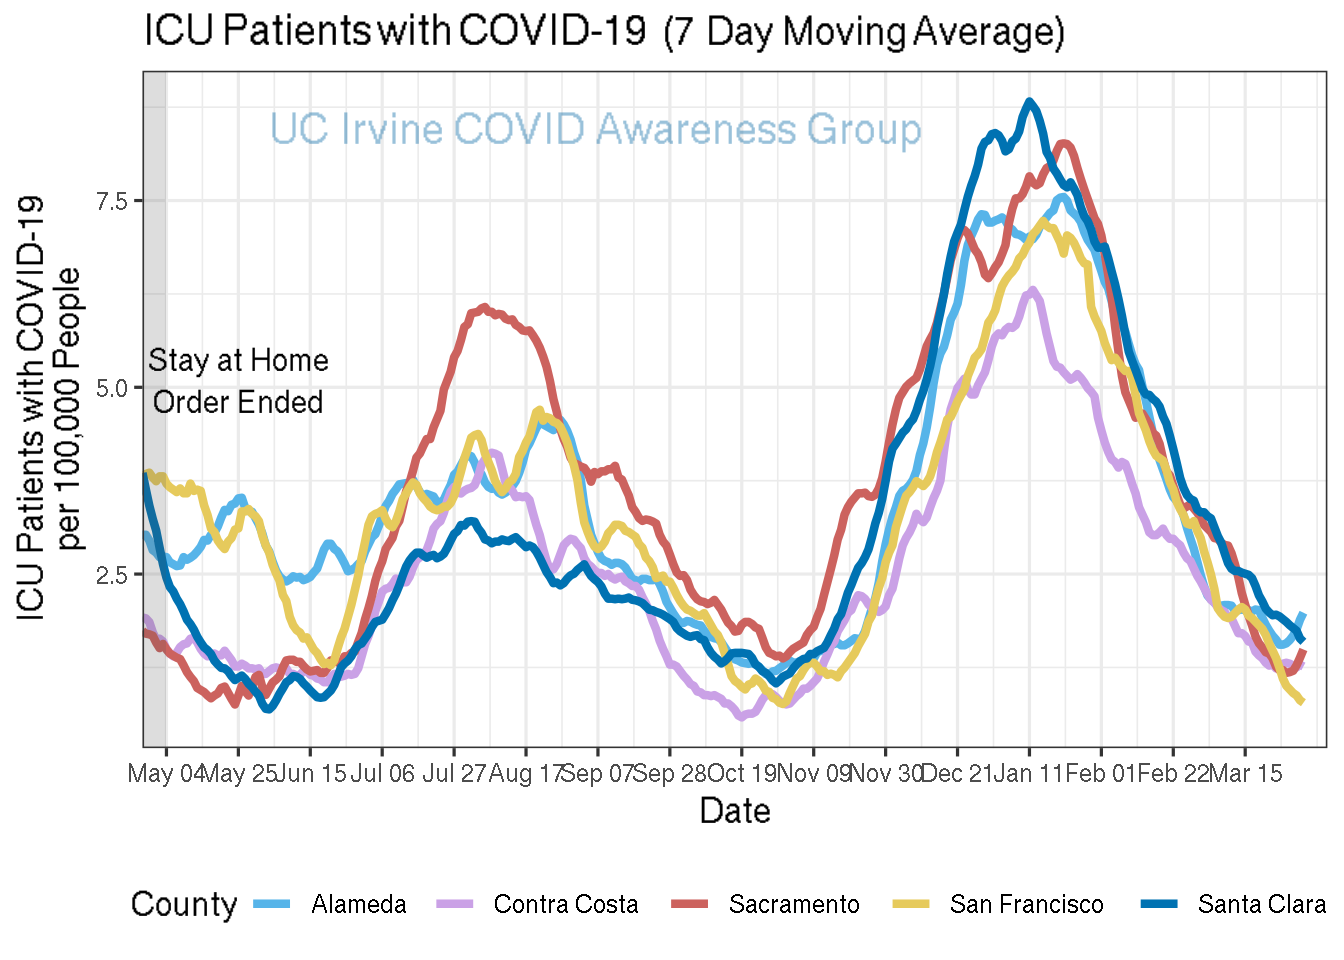 ICU Patients with COVID-19 (7 Day Moving Average)
UC Irvine COVID Awareness Group
ICU Patients with COVID-19
per 100,000 People
7.5
5.0
2.5
Stay at Home
Order Ended
May 04 May 25 Jun 15 Jul 06 Jul 27 Aug 17 Sep 07 Sep 28 Oct 19 Nov 09 Nov 30 Dec 21 Jan 11 Feb 01 Feb 22 Mar 15
Date
County Alameda Contra Costa Sacramento San Francisco Santa Clara